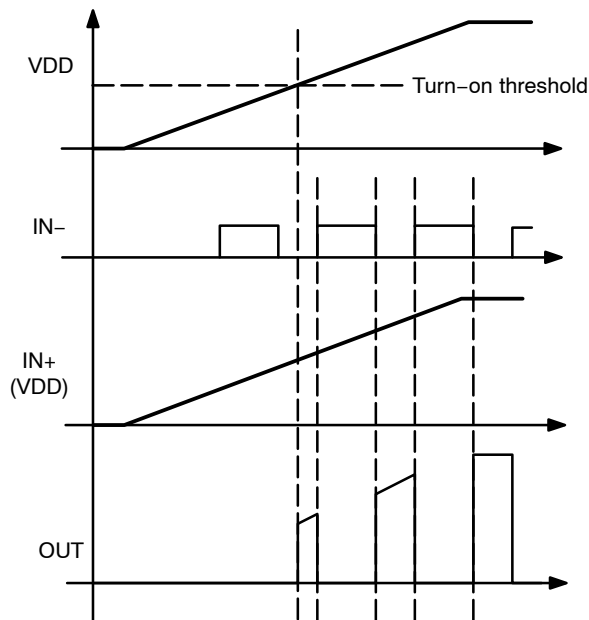 VDD
Turn−on threshold
IN−
IN+
(VDD)
OUT